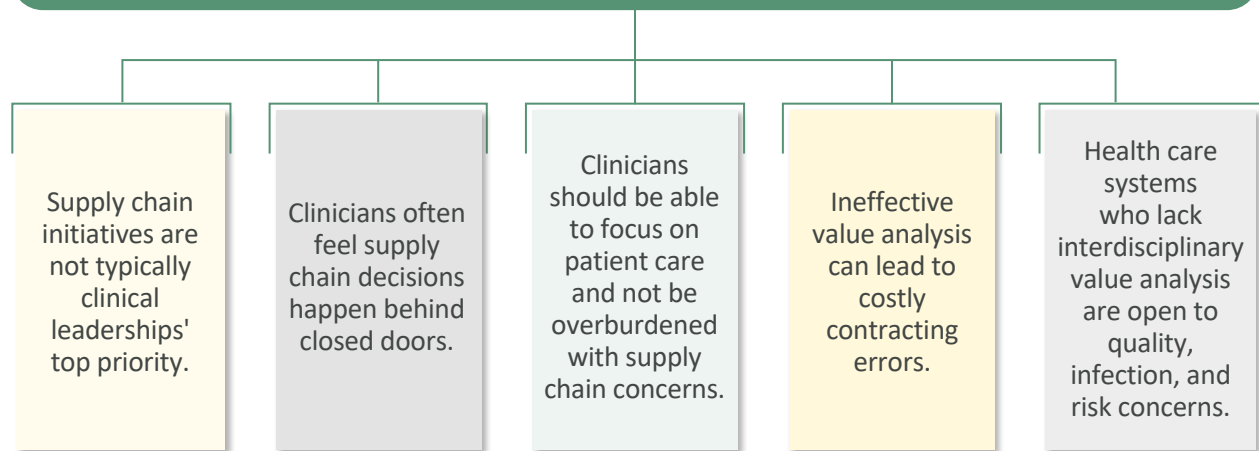 Supply chain
initiatives are
not typically
clinical
leaderships'
top priority.
Clinicians often
feel supply
chain decisions
happen behind
closed doors.
Clinicians
should be able
to focus on
patient care
and not be
overburdened
with supply
chain concerns.
Ineffective
value analysis
can lead to
costly
contracting
errors.
Health care
systems
who lack
interdisciplinary
value analysis
are open to
quality,
infection, and
risk concerns.